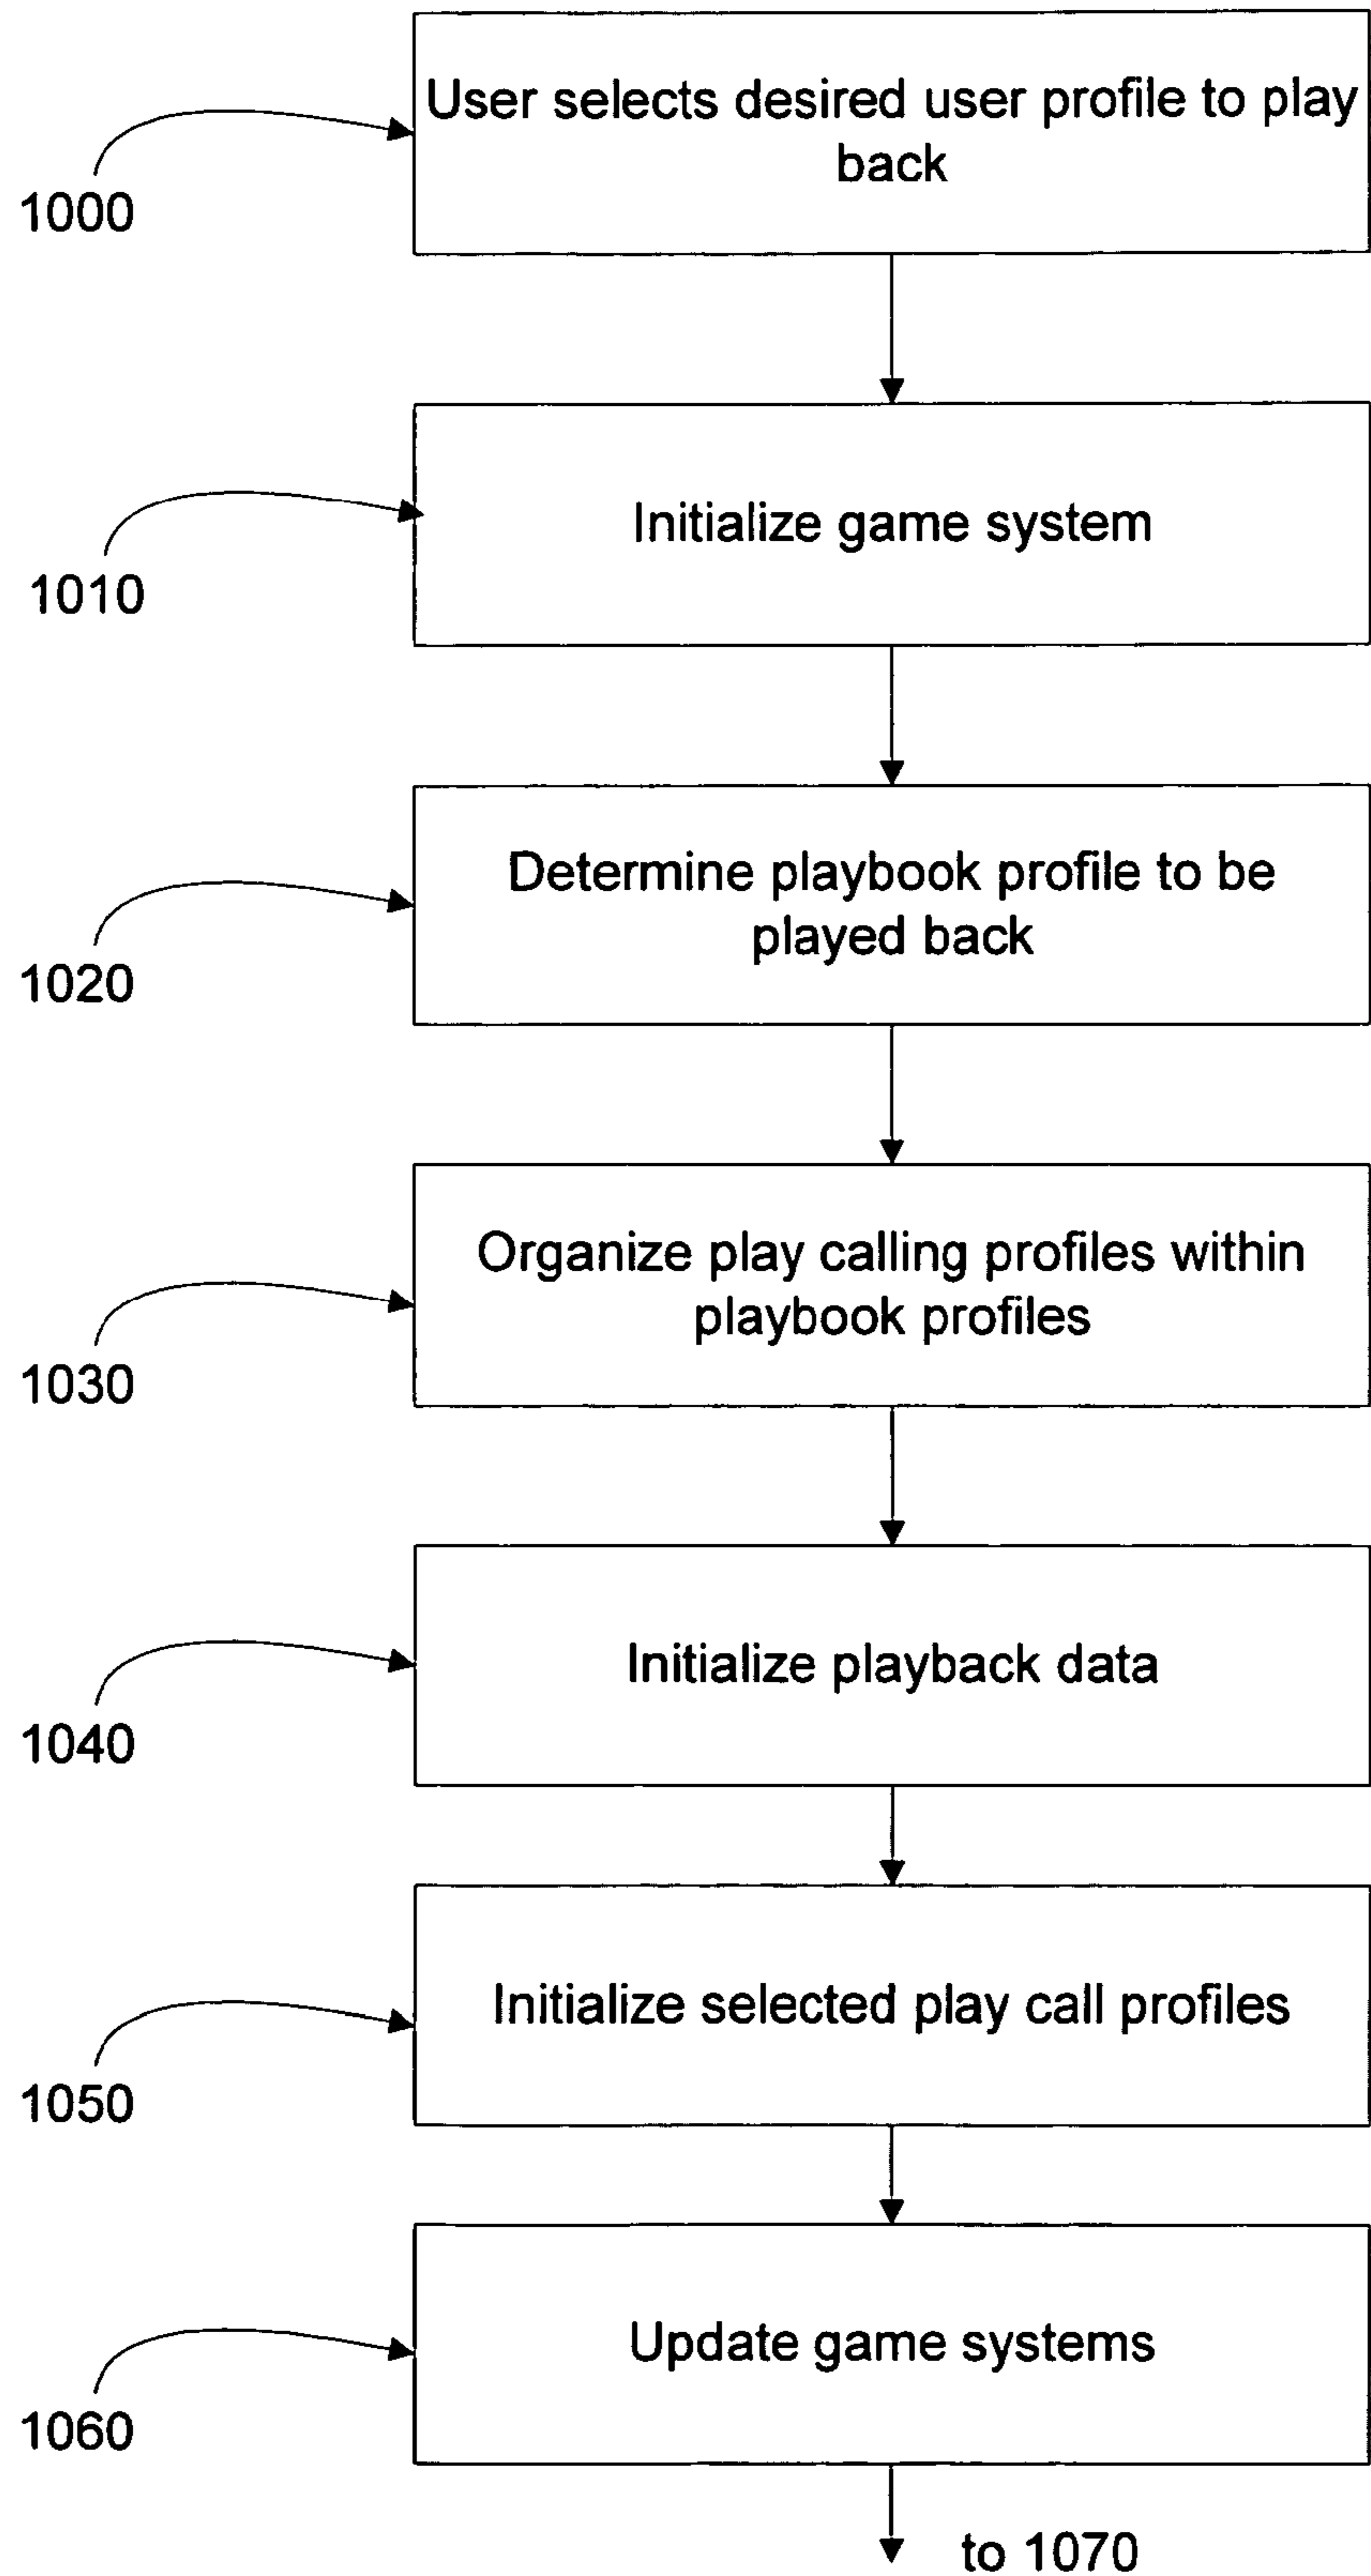 User selects desired user profile to play
back
1000
Initialize game system
1010
Determine playbook profile to be
played back
1020
Organize play calling profiles within
playbook profiles
1030
Initialize playback data
1040
Initialize selected play call profiles
1050
Update game systems
1060
to 1070